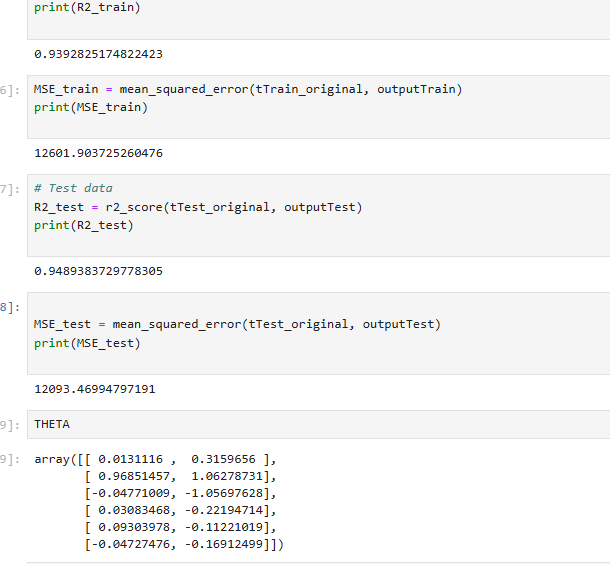 print(R2_train)
0.9392825174822423
6]: MSE_train = mean_squared_error(tTrain_original, outputTrain)
print(MSE_train)
12601.903725260476
7]: # Test data
R2_test = r2_score(tTest_original, outputTest)
print(R2_test)
0.9489383729778305
8]:
MSE_test = mean_squared_error(tTest_original, outputTest)
print(MSE_test)
12093.46994797191
9]: THETA
9]: array([[ 0.0131116 ,  0.3159656 ],
       [ 0.96851457,  1.06278731],
       [-0.04771009, -1.05697628],
       [ 0.03083468, -0.22194714],
       [ 0.09303978, -0.11221019],
       [-0.04727476, -0.16912499]])